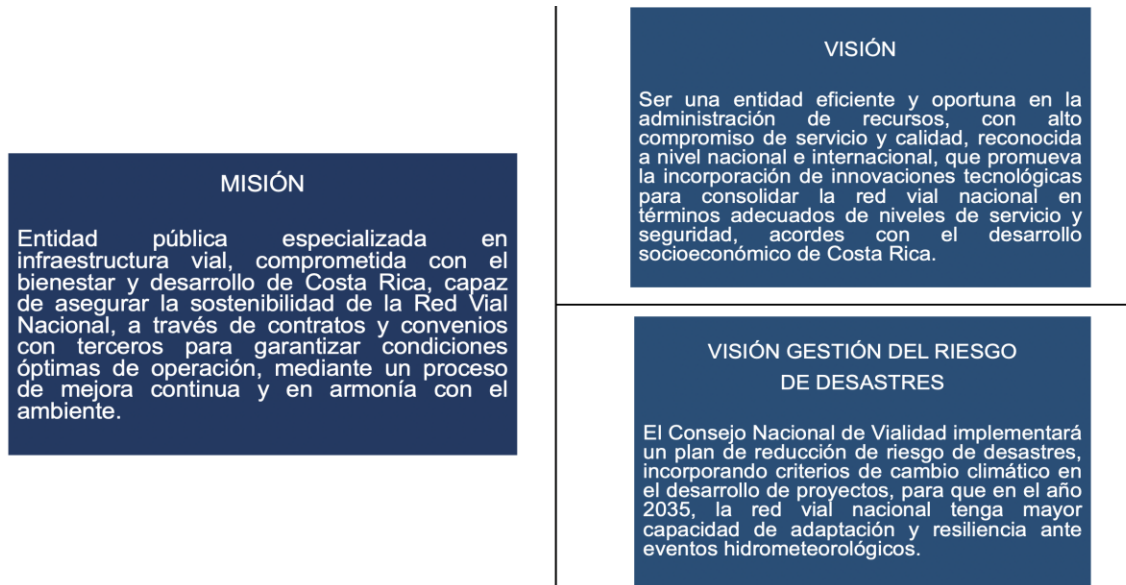 MISIÓN
Entidad pública especializada en
infraestructura vial, comprometida con el
bienestar y desarrollo de Costa Rica, capaz
de asegurar la sostenibilidad de la Red Vial
Nacional, a través de contratos y convenios
con terceros para garantizar condiciones
óptimas de operación, mediante un proceso
de mejora continua y en armonía con el
ambiente.
VISIÓN
Ser una entidad eficiente y oportuna en la
administración de recursos, con alto
compromiso de servicio y calidad, reconocida
a nivel nacional e internacional, que promueva
la incorporación de innovaciones tecnológicas
para consolidar la red vial nacional en
términos adecuados de niveles de servicio y
seguridad, acordes con el desarrollo
socioeconómico de Costa Rica.
VISIÓN GESTIÓN DEL RIESGO
DE DESASTRES
El Consejo Nacional de Vialidad implementará
un plan de reducción de riesgo de desastres,
incorporando criterios de cambio climático en
el desarrollo de proyectos, para que en el año
2035, la red vial nacional tenga mayor
capacidad de adaptación y resiliencia ante
eventos hidrometeorológicos.